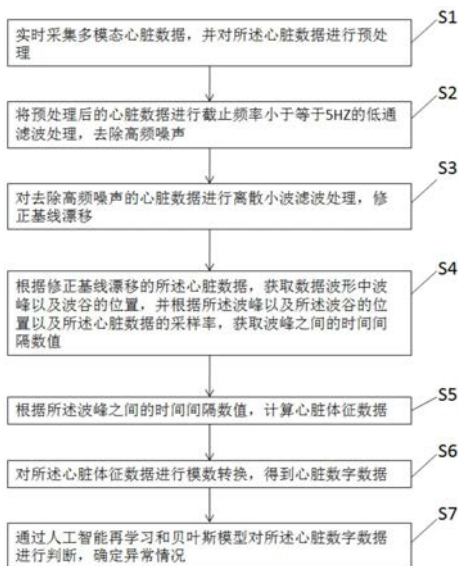 S1
实时采集多模态心脏数据，并对所述心脏数据进行预处
理
S2
将预处理后的心脏数据进行截止频率小于等于5HZ的低通
滤波处理，去除高频噪声
S3
对去除高频噪声的心脏数据进行离散小波滤波处理，修
正基线漂移
S4
根据修正基线漂移的所述心脏数据，获取数据波形中波
峰以及波谷的位置，并根据所述波峰以及所述波谷的位
置以及所述心脏数据的采样率，获取波峰之间的时间间
隔数值
S5
根据所述波峰之间的时间间隔数值，计算心脏体征数据
S6
对所述心脏体征数据进行模数转换，得到心脏数字数据
S7
通过人工智能再学习和贝叶斯模型对所述心脏数字数据
进行判断，确定异常情况